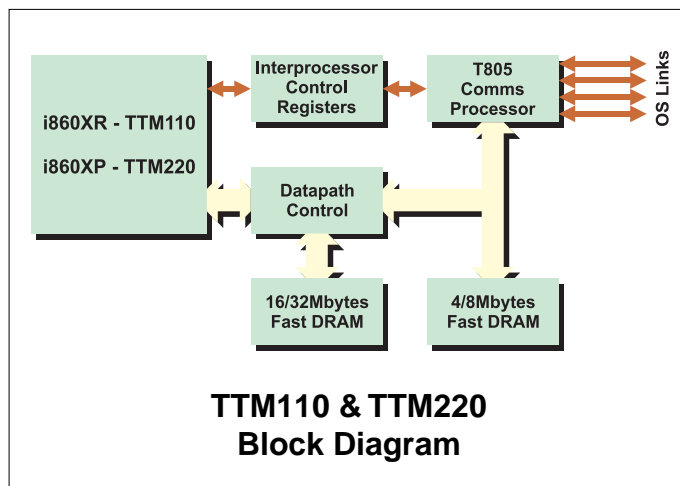 i860XR - TTM110
i860XP - TTM220
Interprocessor
Control
Registers
T805
Comms
Processor
OS Links
Datapath
Control
16/32Mbytes
Fast DRAM
4/8Mbytes
Fast DRAM
TTM110 & TTM220
Block Diagram